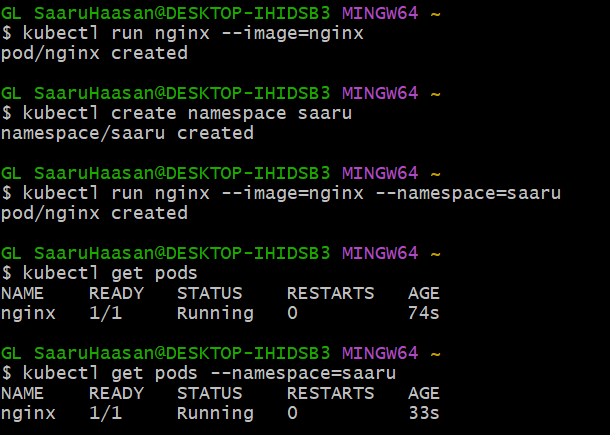 GL SaaruHaasan@DESKTOP-IHIDSB3 MINGW64 ~
$ kubectl run nginx --image=nginx
pod/nginx created
GL SaaruHaasan@DESKTOP-IHIDSB3 MINGW64 ~
$ kubectl create namespace saaru
namespace/saaru created
GL SaaruHaasan@DESKTOP-IHIDSB3 MINGW64 ~
$ kubectl run nginx --image=nginx --namespace=saaru
pod/nginx created
GL SaaruHaasan@DESKTOP-IHIDSB3 MINGW64 ~
$ kubectl get pods
NAME    READY   STATUS    RESTARTS   AGE
nginx   1/1     Running   0          74s
GL SaaruHaasan@DESKTOP-IHIDSB3 MINGW64 ~
$ kubectl get pods --namespace=saaru
NAME    READY   STATUS    RESTARTS   AGE
nginx   1/1     Running   0          33s